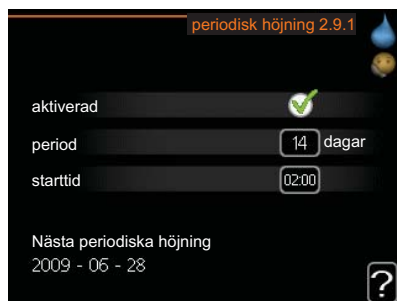 periodisk höjning 2.9.1
aktiverad
period 14 dagar
starttid 02:00
Nästa periodiska höjning
2009 - 06 - 28
?